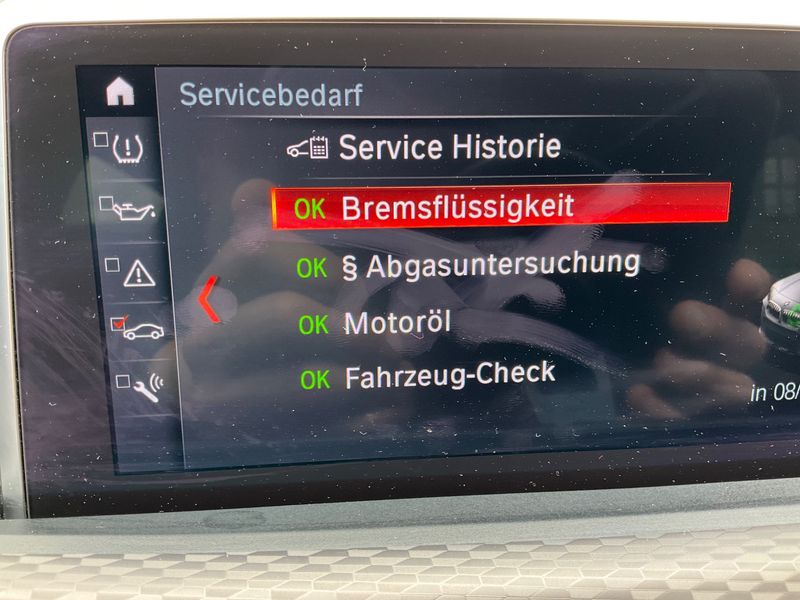 Servicebedarf
Service Historie
OK Bremsflüssigkeit
OK § Abgasuntersuchung
OK Motoröl
OK Fahrzeug-Check
in 08/